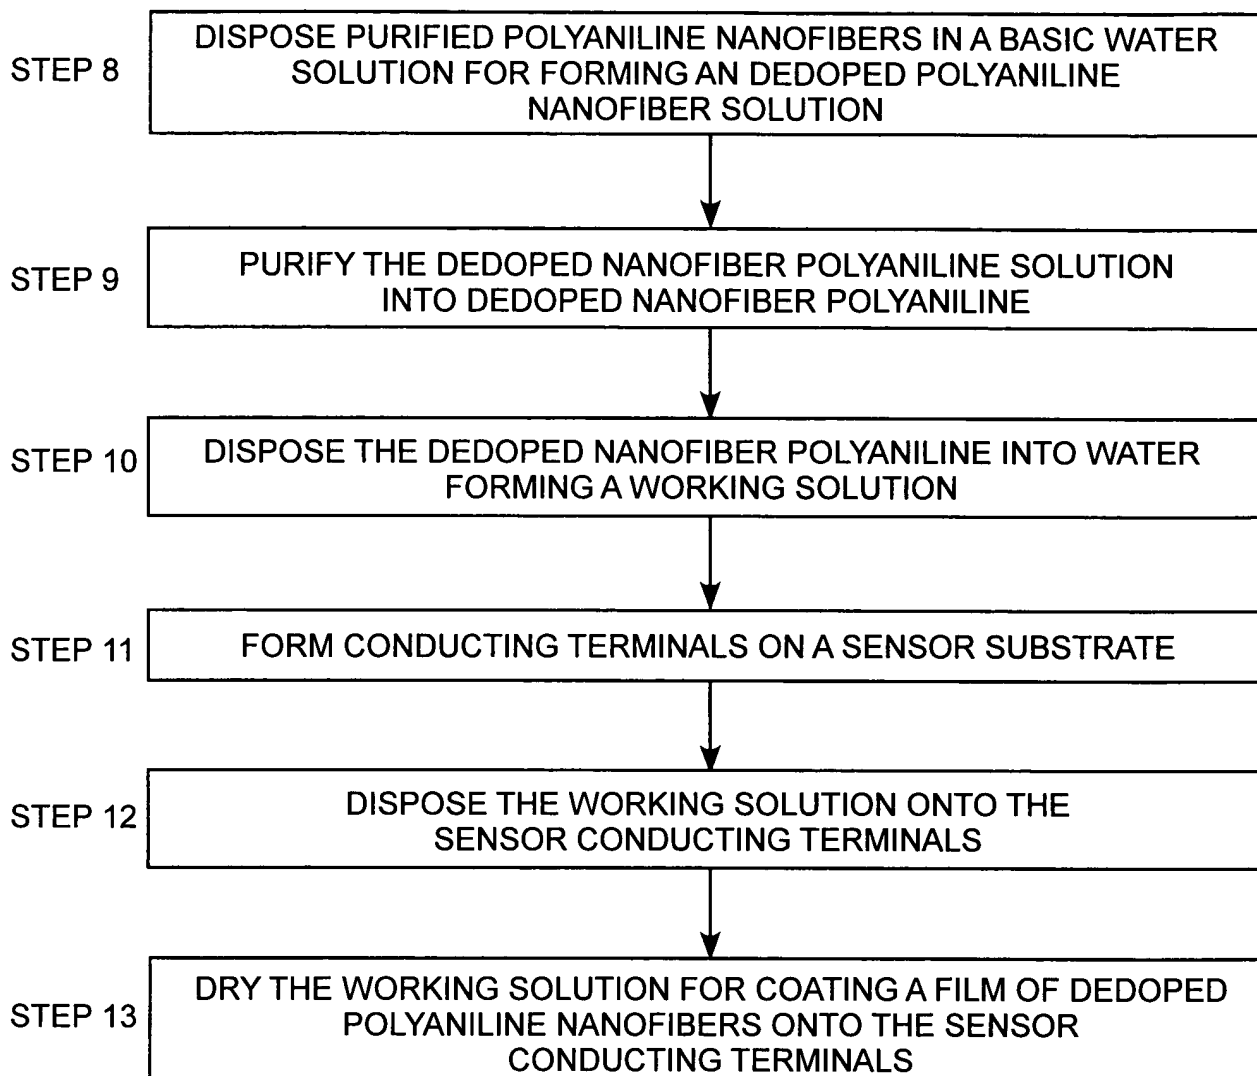 STEP 8
DISPOSE PURIFIED POLYANILINE NANOFIBERS IN A BASIC WATER
SOLUTION FOR FORMING AN DEDOPED POLYANILINE
NANOFIBER SOLUTION
STEP 9
PURIFY THE DEDOPED NANOFIBER POLYANILINE SOLUTION
INTO DEDOPED NANOFIBER POLYANILINE
STEP 10
DISPOSE THE DEDOPED NANOFIBER POLYANILINE INTO WATER
FORMING A WORKING SOLUTION
STEP 11
FORM CONDUCTING TERMINALS ON A SENSOR SUBSTRATE
STEP 12
DISPOSE THE WORKING SOLUTION ONTO THE
SENSOR CONDUCTING TERMINALS
STEP 13
DRY THE WORKING SOLUTION FOR COATING A FILM OF DEDOPED
POLYANILINE NANOFIBERS ONTO THE SENSOR
CONDUCTING TERMINALS